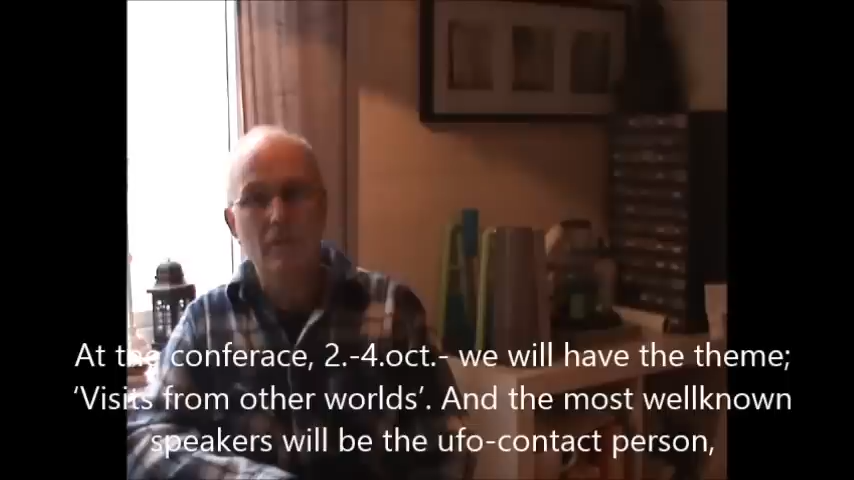 At the conferace, 2.-4.oct.- we will have the theme;
‘Visits from other worlds’. And the most wellknown
speakers will be the ufo-contact person,